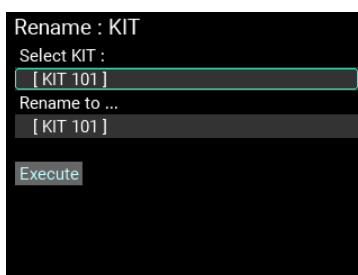 Rename : KIT
Select KIT :
[ KIT 101 ]
Rename to ...
[ KIT 101 ]
Execute